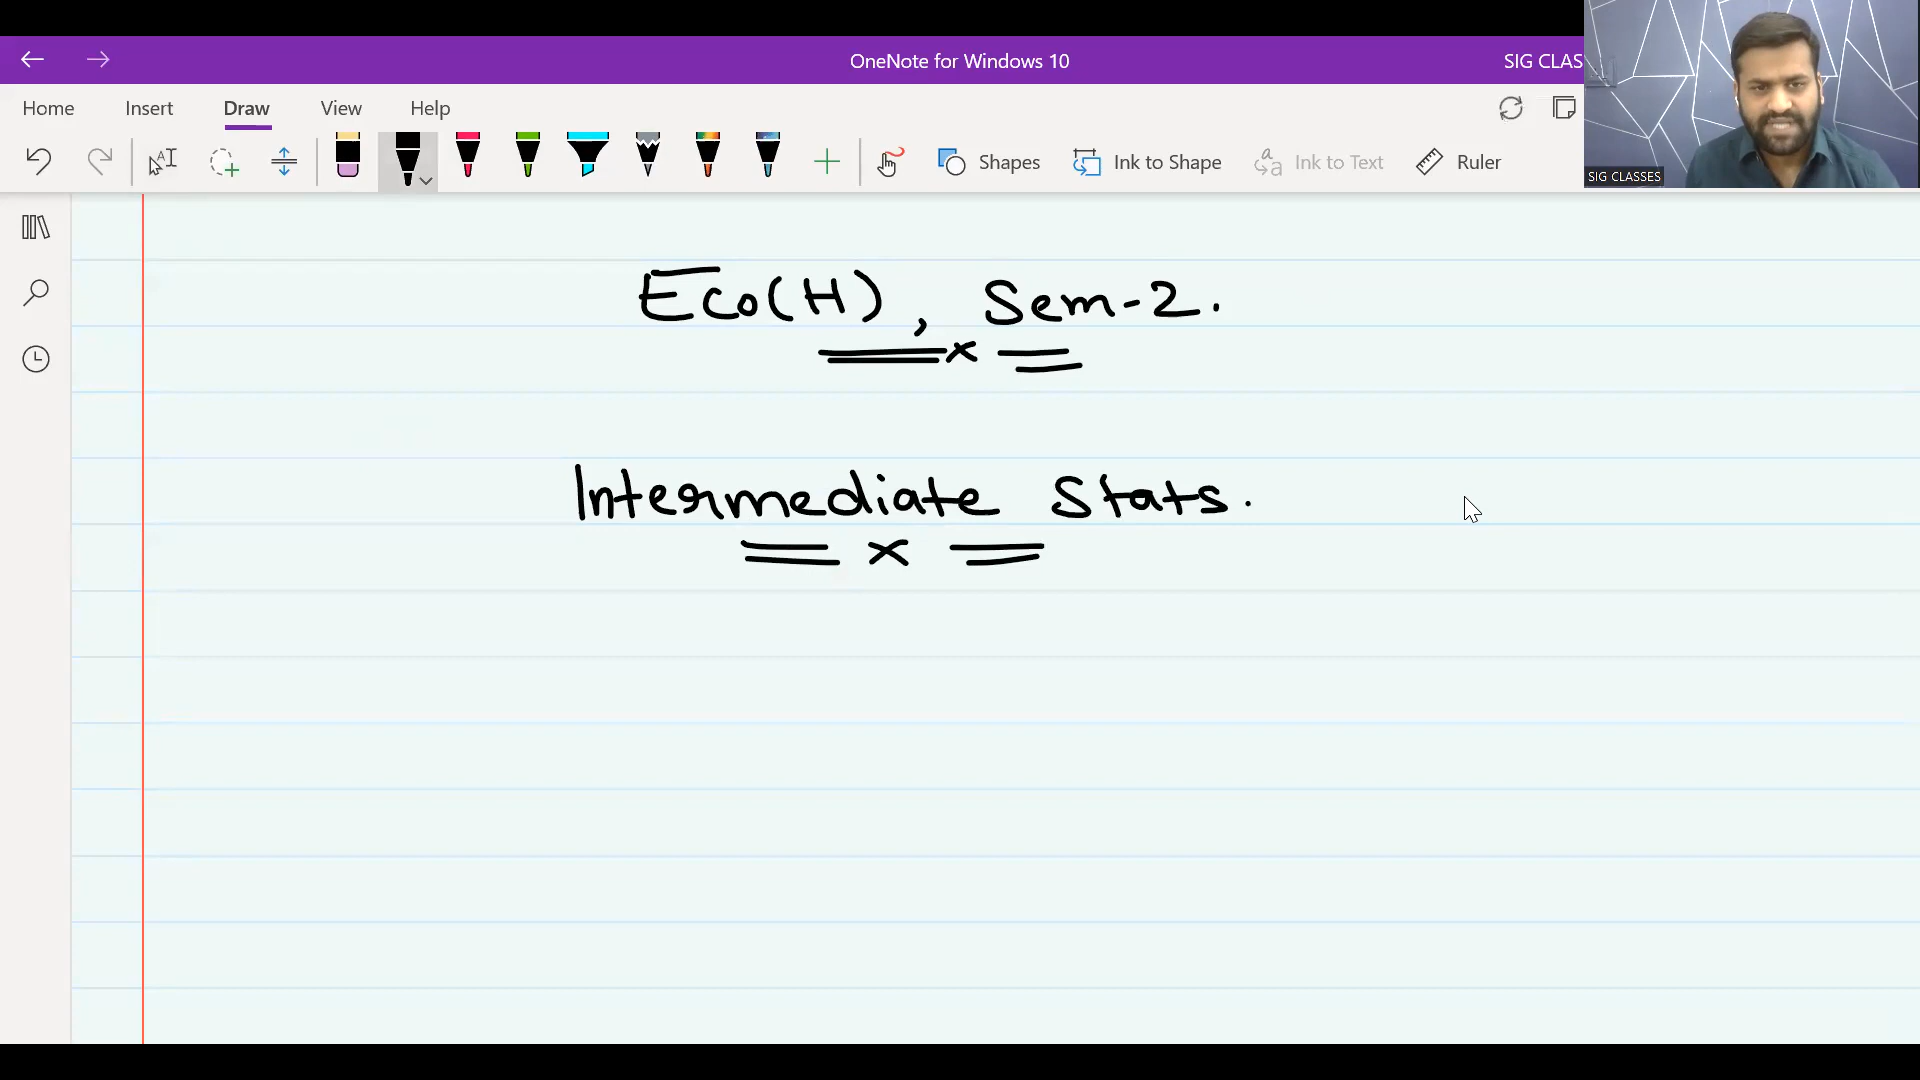 OneNote for Windows 10
SIG CLAS
Home Insert Draw View Help
Shapes Ink to Shape Ink to Text Ruler
SIG CLASSES
Eco(H), Sem-2.
Intermediate Stats.